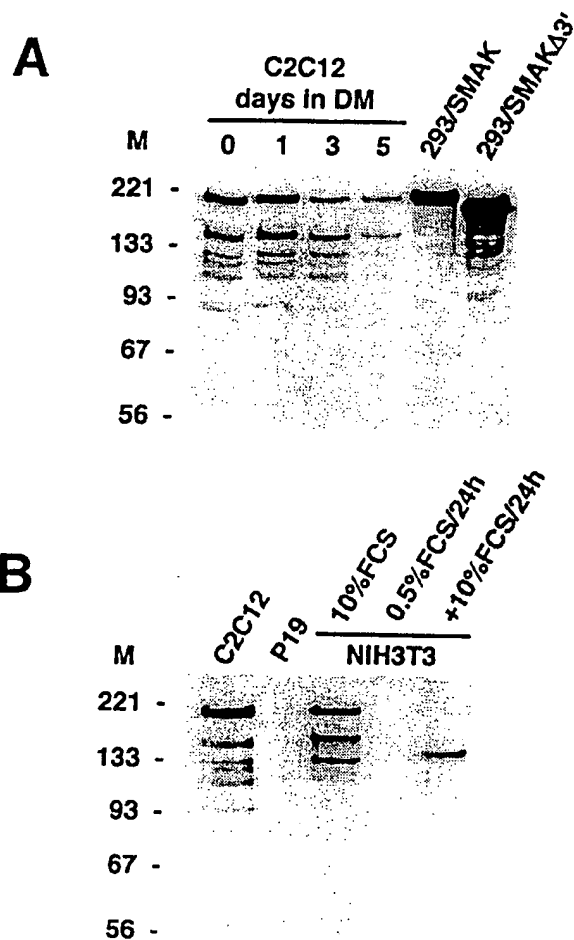 A
C2C12
days in DM
293/SMAK
293/SMAKΔ3'
M
0 1 3 5
221 -
133 -
93 -
67 -
56 -
B
C2C12
P19
10%FCS
0.5%FCS/24h
+10%FCS/24h
NIH3T3
M
221 -
133 -
93 -
67 -
56 -